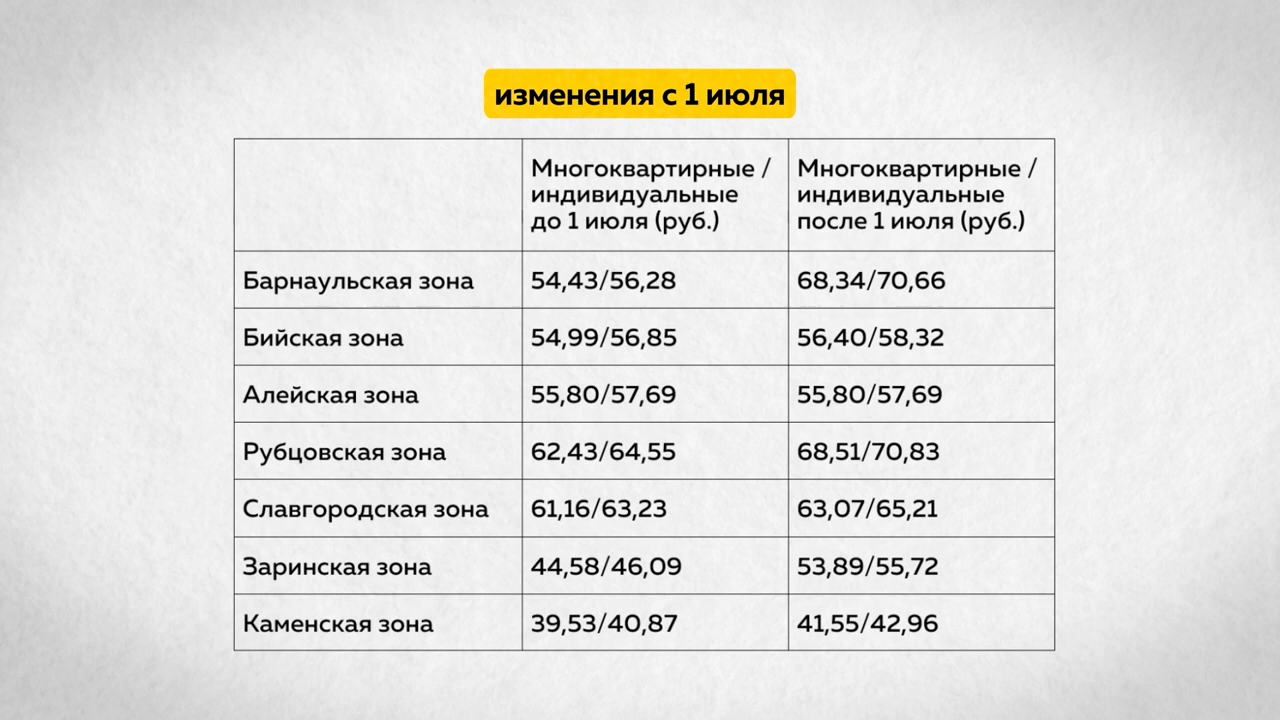 изменения с 1 июля
Многоквартирные /
индивидуальные
до 1 июля (руб.)
Многоквартирные /
индивидуальные
после 1 июля (руб.)
Барнаульская зона 54,43/56,28 68,34/70,66
Бийская зона 54,99/56,85 56,40/58,32
Алейская зона 55,80/57,69 55,80/57,69
Рубцовская зона 62,43/64,55 68,51/70,83
Славгородская зона 61,16/63,23 63,07/65,21
Заринская зона 44,58/46,09 53,89/55,72
Каменская зона 39,53/40,87 41,55/42,96